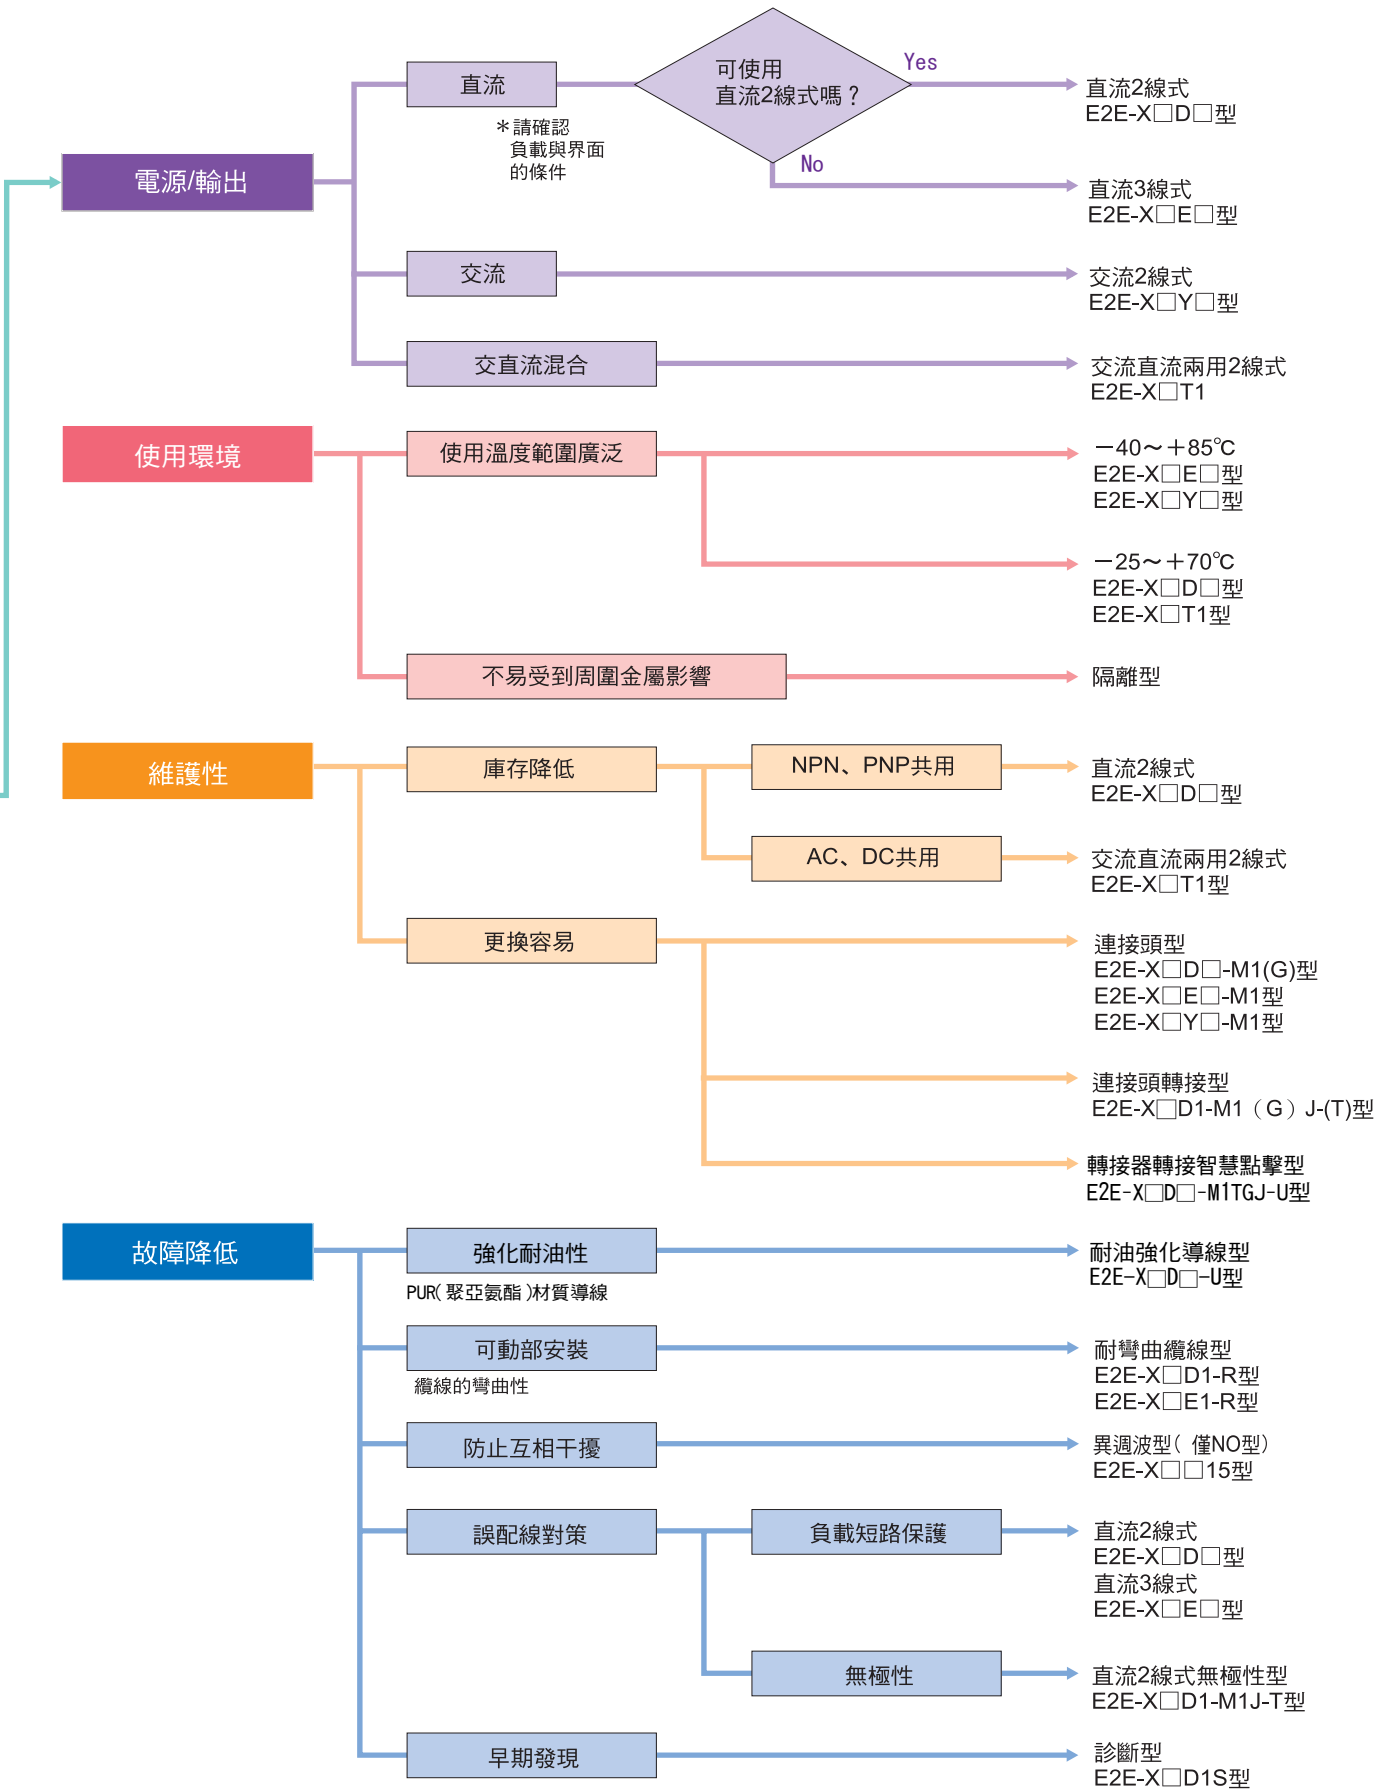 電源/輸出
直流
＊請確認
負載與界面
的條件
可使用
直流2線式嗎？
Yes
No
直流2線式
E2E-X□D□型
直流3線式
E2E-X□E□型
交流
交流2線式
E2E-X□Y□型
交直流混合
交流直流兩用2線式
E2E-X□T1
使用環境
使用溫度範圍廣泛
－40～＋85℃
E2E-X□E□型
E2E-X□Y□型
－25～＋70℃
E2E-X□D□型
E2E-X□T1型
不易受到周圍金屬影響
隔離型
維護性
庫存降低
NPN、PNP共用
直流2線式
E2E-X□D□型
AC、DC共用
交流直流兩用2線式
E2E-X□T1型
更換容易
連接頭型
E2E-X□D□-M1(G)型
E2E-X□E□-M1型
E2E-X□Y□-M1型
連接頭轉接型
E2E-X□D1-M1（G）J-(T)型
轉接器轉接智慧點擊型
E2E-X□D□-M1TGJ-U型
故障降低
強化耐油性
PUR(聚亞氨酯)材質導線
耐油強化導線型
E2E-X□D□-U型
可動部安裝
纜線的彎曲性
耐彎曲纜線型
E2E-X□D1-R型
E2E-X□E1-R型
防止互相干擾
異週波型(僅NO型)
E2E-X□□15型
誤配線對策
負載短路保護
直流2線式
E2E-X□D□型
直流3線式
E2E-X□E□型
無極性
直流2線式無極性型
E2E-X□D1-M1J-T型
早期發現
診斷型
E2E-X□D1S型